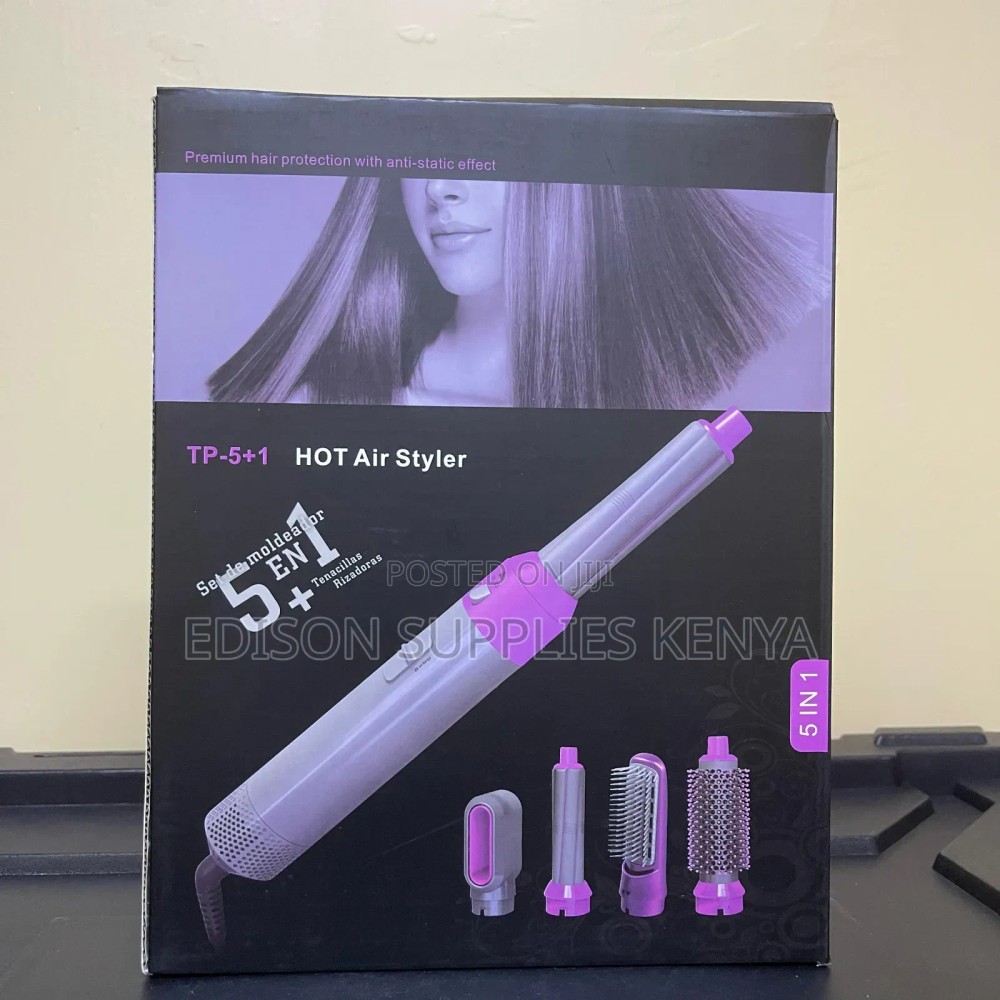 Premium hair protection with anti-static effect
TP-5+1 HOT Air Styler
Set de moldeador
5 EN 1
+ Tenacillas
Rizadoras
POSTED ON JIJI
EDISON SUPPLIES KENYA
5 IN 1